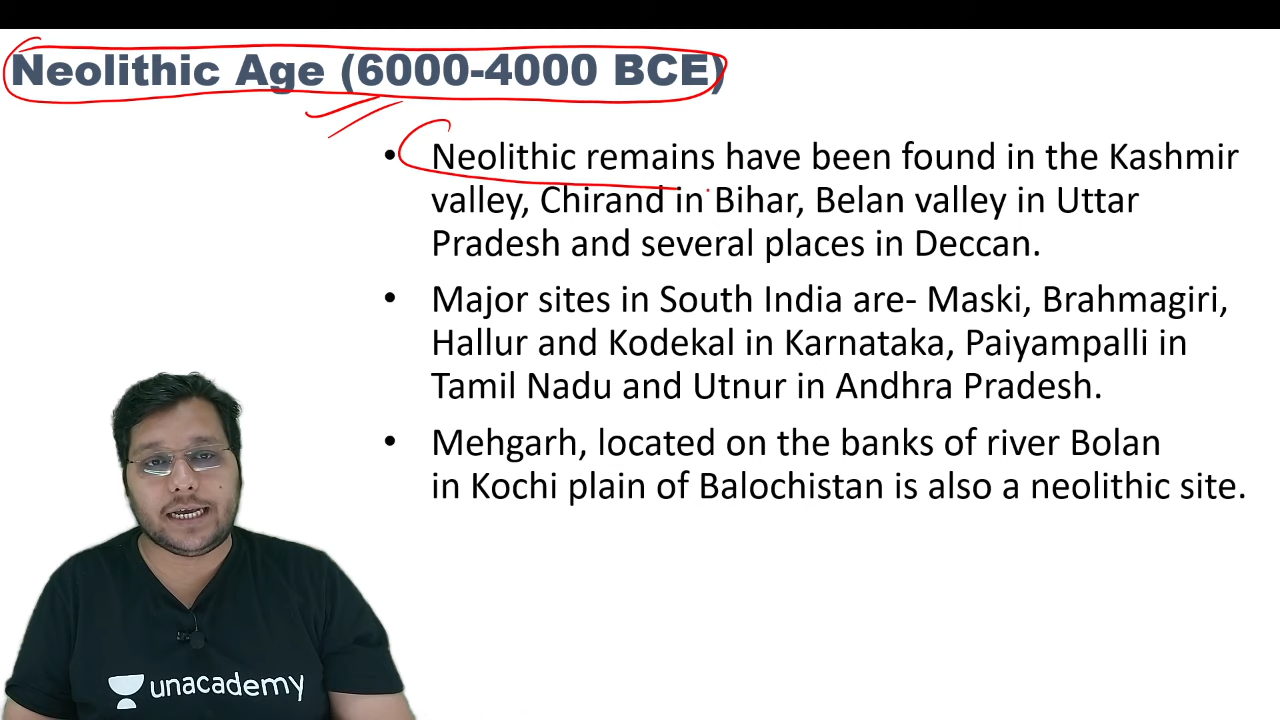 Neolithic Age (6000-4000 BCE)
• Neolithic remains have been found in the Kashmir
valley, Chirand in Bihar, Belan valley in Uttar
Pradesh and several places in Deccan.
• Major sites in South India are- Maski, Brahmagiri,
Hallur and Kodekal in Karnataka, Paiyampalli in
Tamil Nadu and Utnur in Andhra Pradesh.
• Mehgarh, located on the banks of river Bolan
in Kochi plain of Balochistan is also a neolithic site.
unacademy